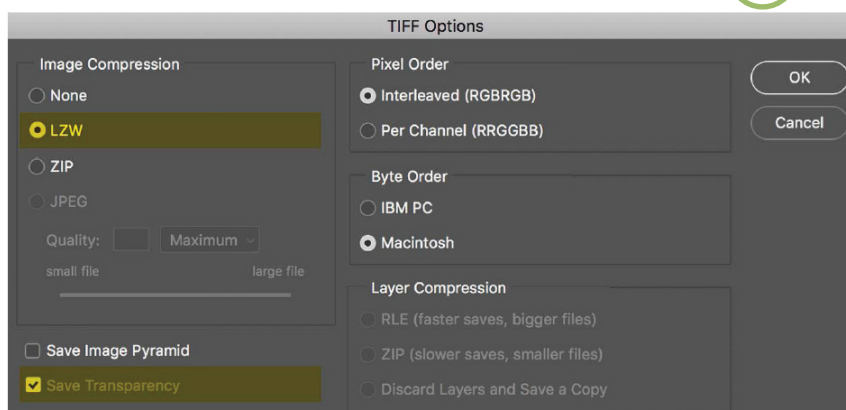 TIFF Options
Image Compression
None
LZW
ZIP
JPEG
Quality: Maximum
small file large file
Save Image Pyramid
Save Transparency
Pixel Order
Interleaved (RGBRGB)
Per Channel (RRGGBB)
Byte Order
IBM PC
Macintosh
Layer Compression
RLE (faster saves, bigger files)
ZIP (slower saves, smaller files)
Discard Layers and Save a Copy
OK
Cancel